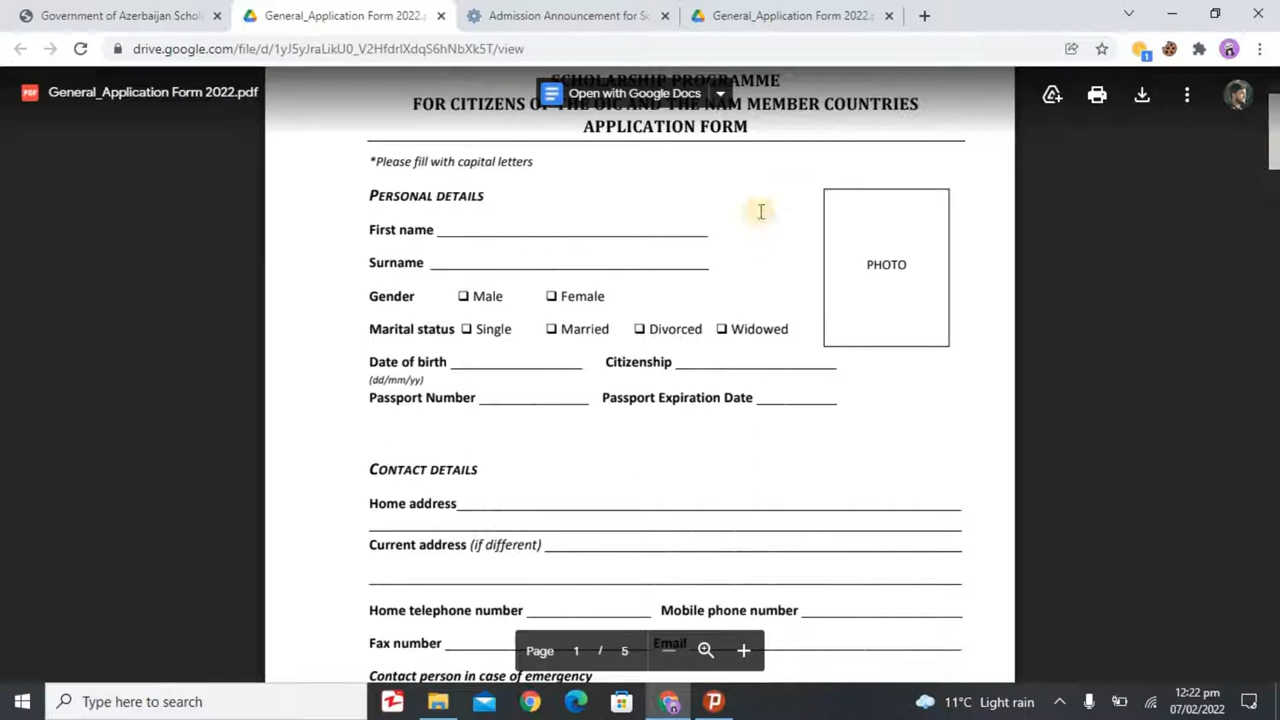 Government of Azerbaijan Schol
General_Application Form 2022.
Admission Announcement for Sc
General_Application Form 2022.
drive.google.com/file/d/1yJ5yJraLikU0_V2HfdrlXdqS6hNbXk5T/view
PDF General_Application Form 2022.pdf
Open with Google Docs
SCHOLARSHIP PROGRAMME
FOR CITIZENS OF THE OIC AND THE NAM MEMBER COUNTRIES
APPLICATION FORM
*Please fill with capital letters
PERSONAL DETAILS
First name
Surname
Gender Male Female
Marital status Single Married Divorced Widowed
Date of birth Citizenship
(dd/mm/yy)
Passport Number Passport Expiration Date
PHOTO
CONTACT DETAILS
Home address
Current address (if different)
Home telephone number Mobile phone number
Fax number Email
Page 1 / 5
Contact person in case of emergency
Type here to search
11°C Light rain
12:22 pm
07/02/2022